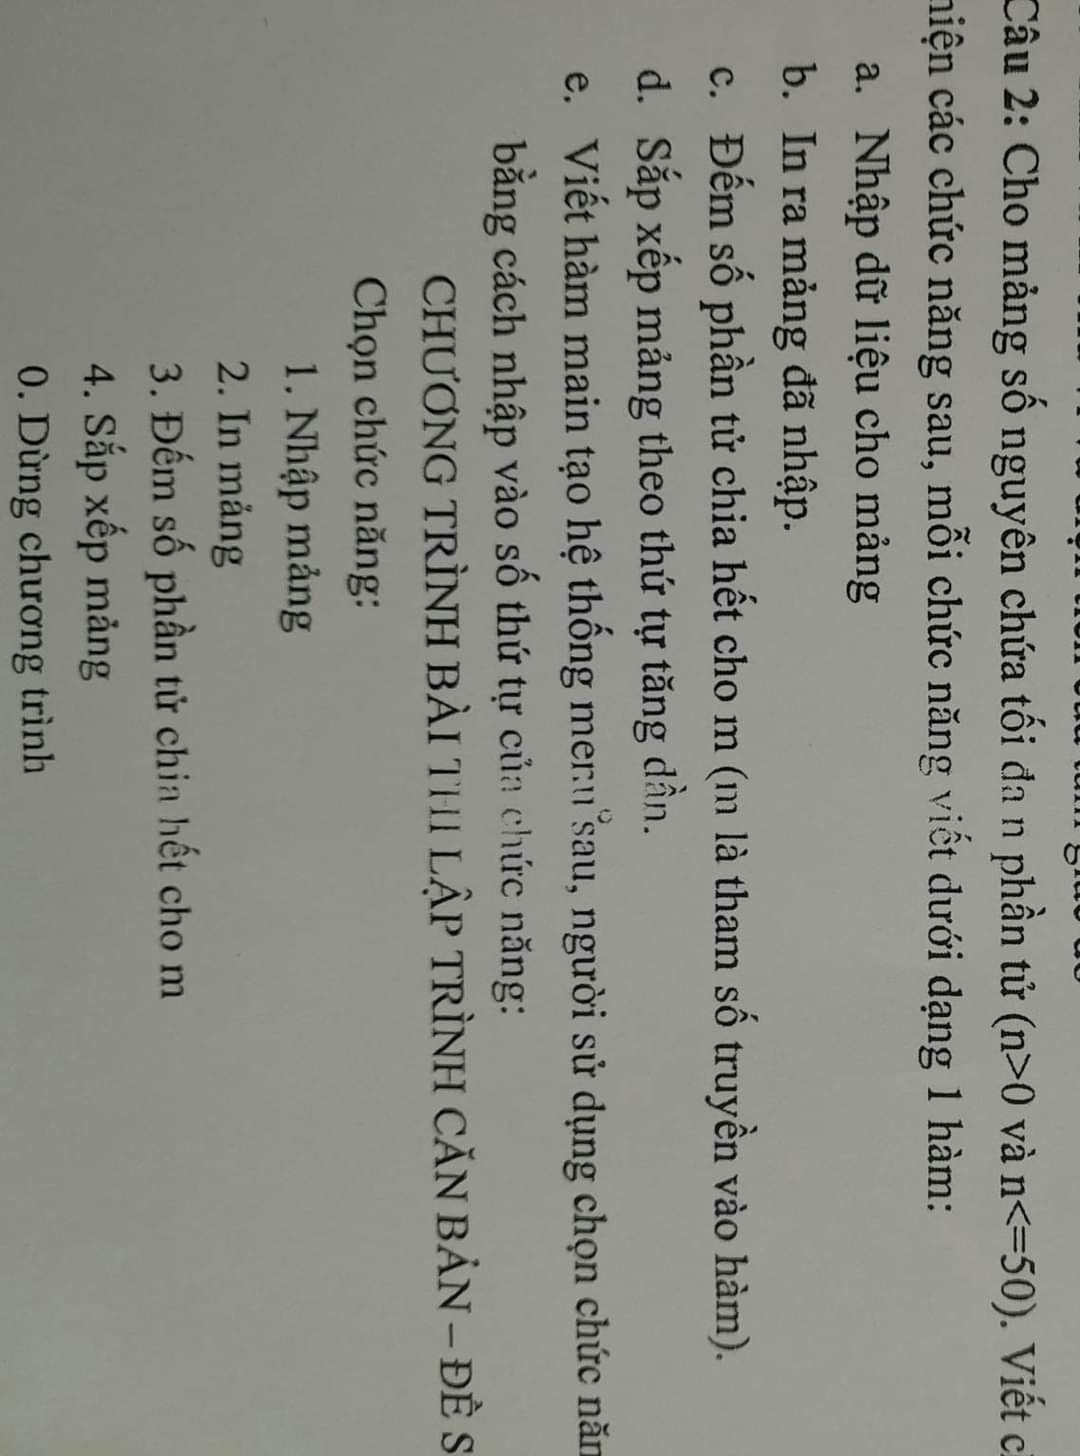 Câu 2: Cho mảng số nguyên chứa tối đa n phần tử (n>0 và n<=50). Viết
các chức năng sau, mỗi chức năng viết dưới dạng 1 hàm:
a. Nhập dữ liệu cho mảng
b. In ra mảng đã nhập.
c. Đếm số phần tử chia hết cho m (m là tham số truyền vào hàm).
d. Sắp xếp mảng theo thứ tự tăng dần.
e. Viết hàm main tạo hệ thống menu sau, người sử dụng chọn chức
bằng cách nhập vào số thứ tự của chức năng:
CHƯƠNG TRÌNH BÀI THI LẬP TRÌNH CĂN BẢN – ĐỀ
Chọn chức năng:
1. Nhập mảng
2. In mảng
3. Đếm số phần tử chia hết cho m
4. Sắp xếp mảng
0. Dừng chương trình